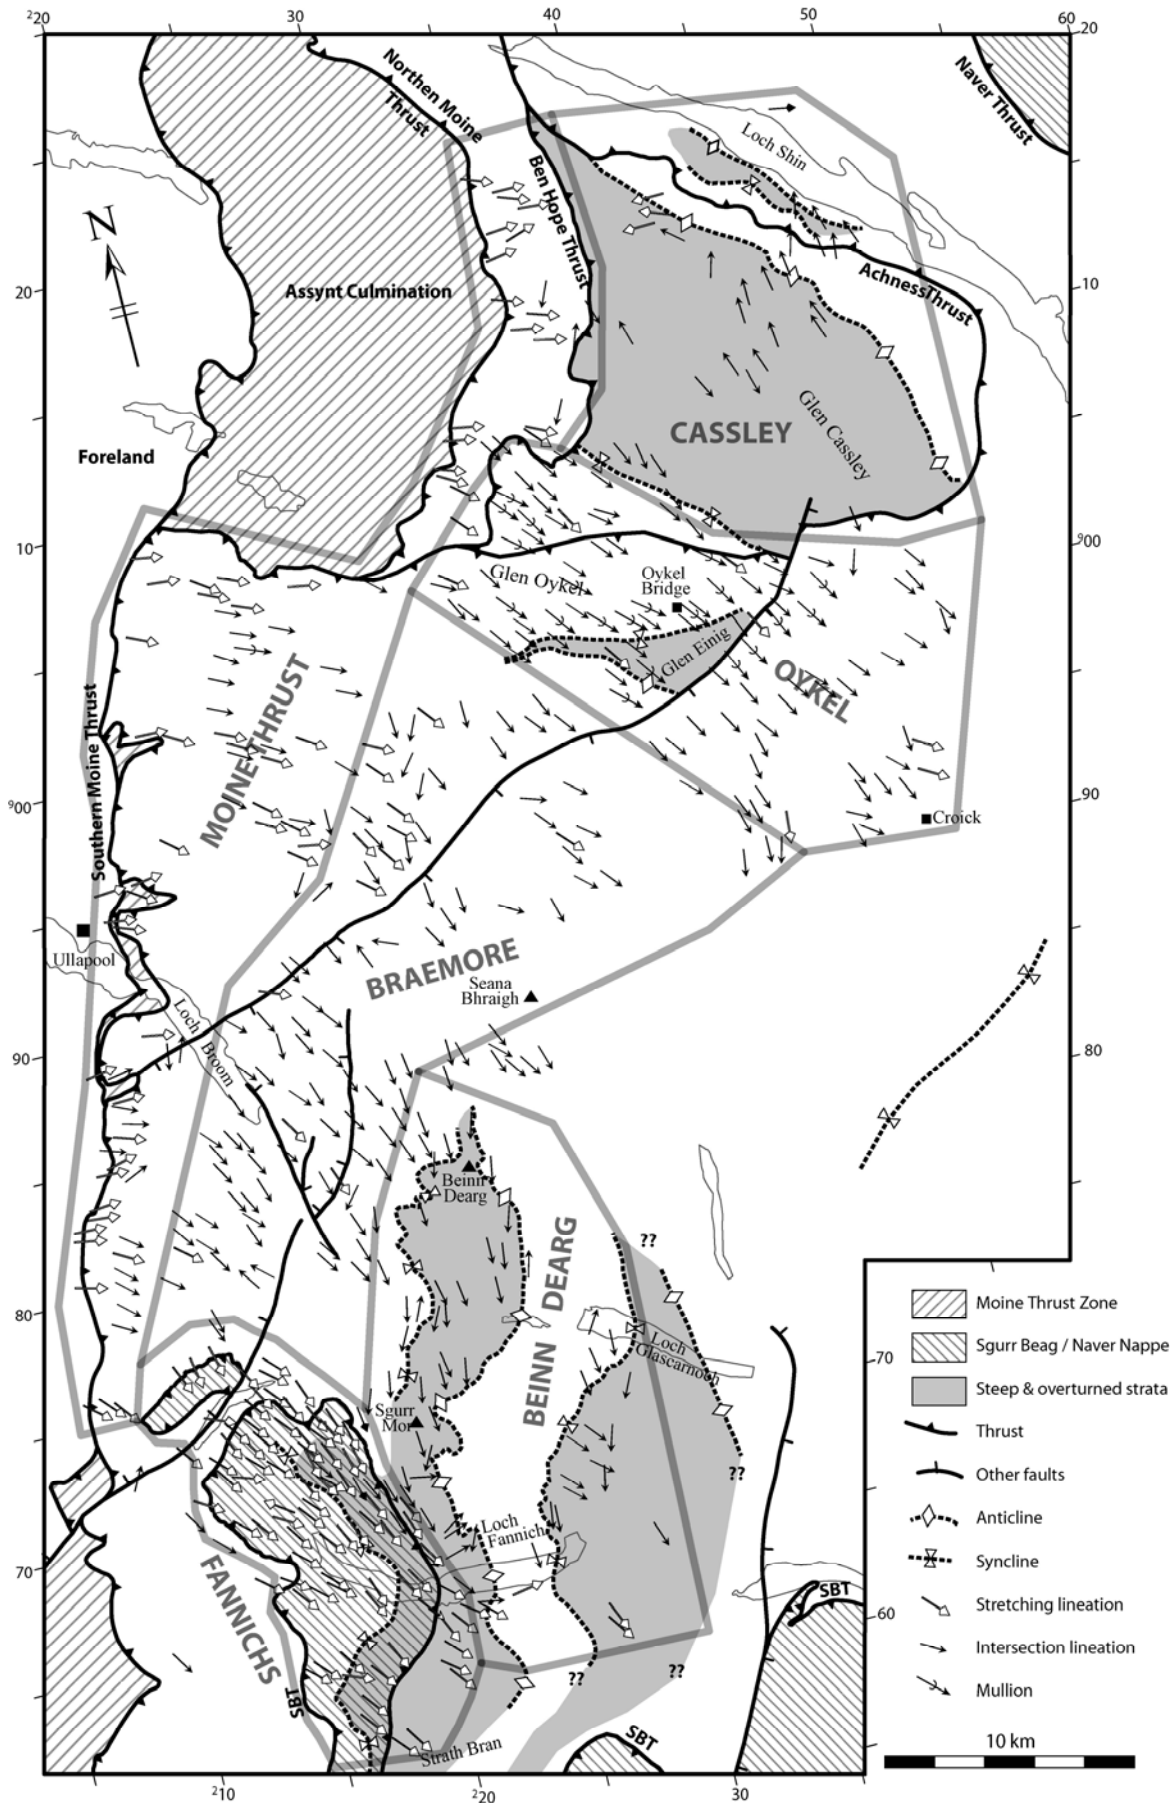 ²20
30
40
50
60
20
Northen Moine
Thrust
Naver Thrust
Loch Shin
Ben Hope Thrust
N
Assynt Culmination
20
10
Achness Thrust
CASSLEY
Glen Cassley
Foreland
10
⁹00
Glen Oykel
Oykel
Bridge
Glen Einig
OYKEL
MOINE THRUST
Southern Moine Thrust
⁹00
90
Croick
Ullapool
BRAEMORE
Seana
Bhraigh
Loch
Broom
90
80
Beinn
Dearg
BEINN DEARG
??
80
Loch
Glascarnoch
70
Sgurr
Mor
??
Loch
Fannich
70
FANNICHS
SBT
60
SBT
??
??
SBT
Strath Bran
²10
²20
30
Moine Thrust Zone
Sgurr Beag / Naver Nappe
Steep & overturned strata
Thrust
Other faults
Anticline
Syncline
Stretching lineation
Intersection lineation
Mullion
10 km